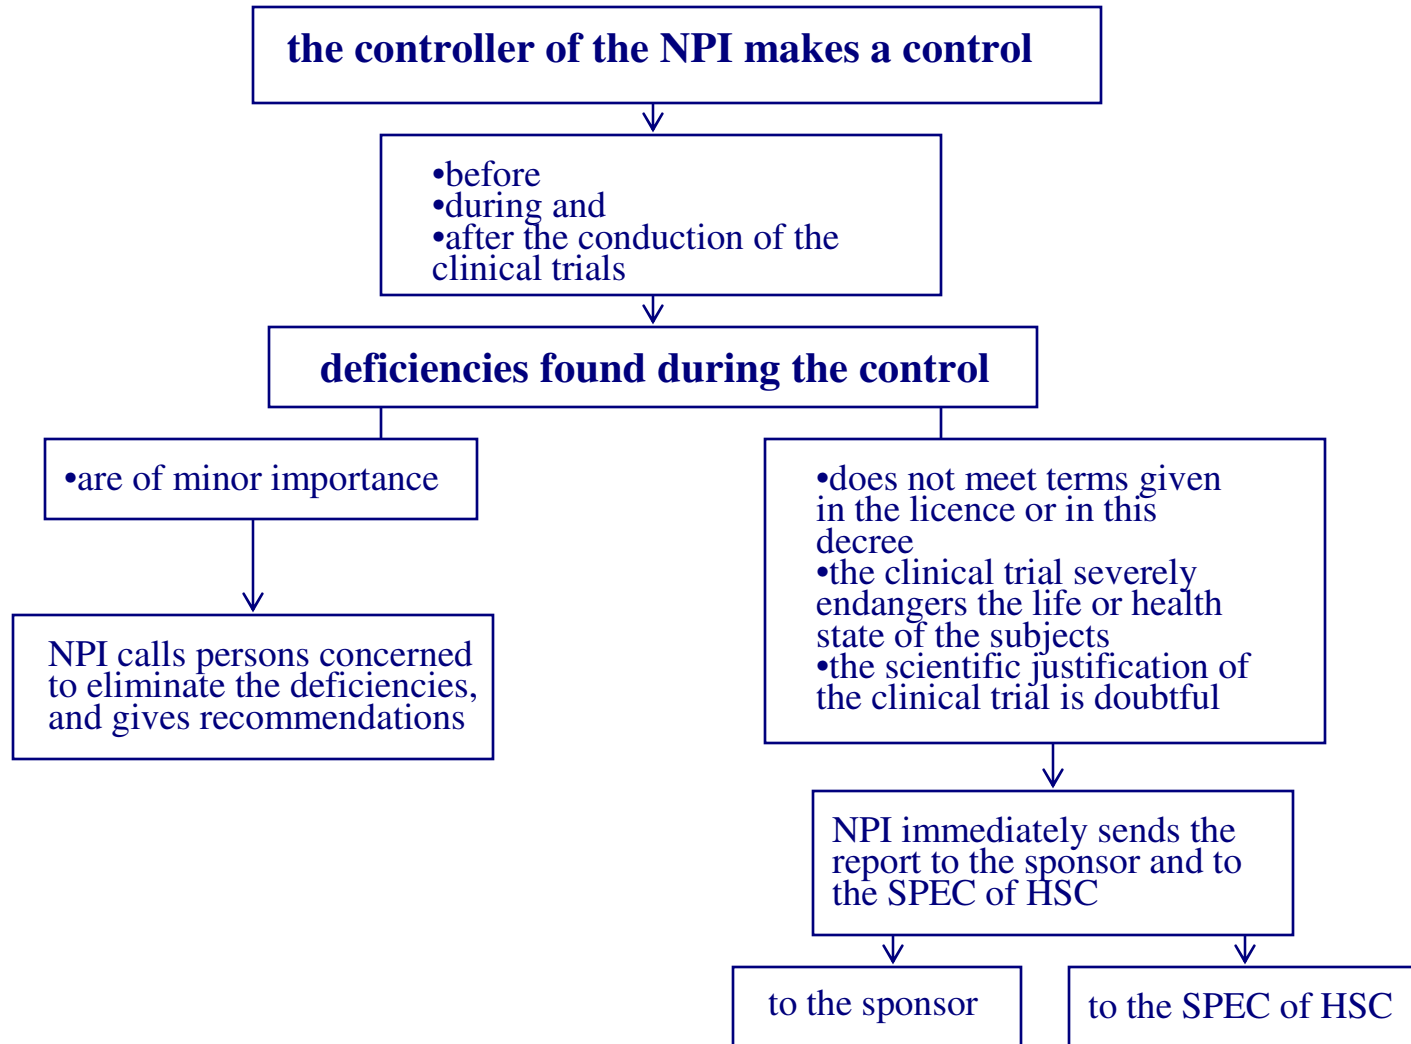 the controller of the NPI makes a control
•before
•during and
•after the conduction of the
clinical trials
deficiencies found during the control
•are of minor importance
NPI calls persons concerned
to eliminate the deficiencies,
and gives recommendations
•does not meet terms given
in the licence or in this
decree
•the clinical trial severely
endangers the life or health
state of the subjects
•the scientific justification of
the clinical trial is doubtful
NPI immediately sends the
report to the sponsor and to
the SPEC of HSC
to the sponsor
to the SPEC of HSC